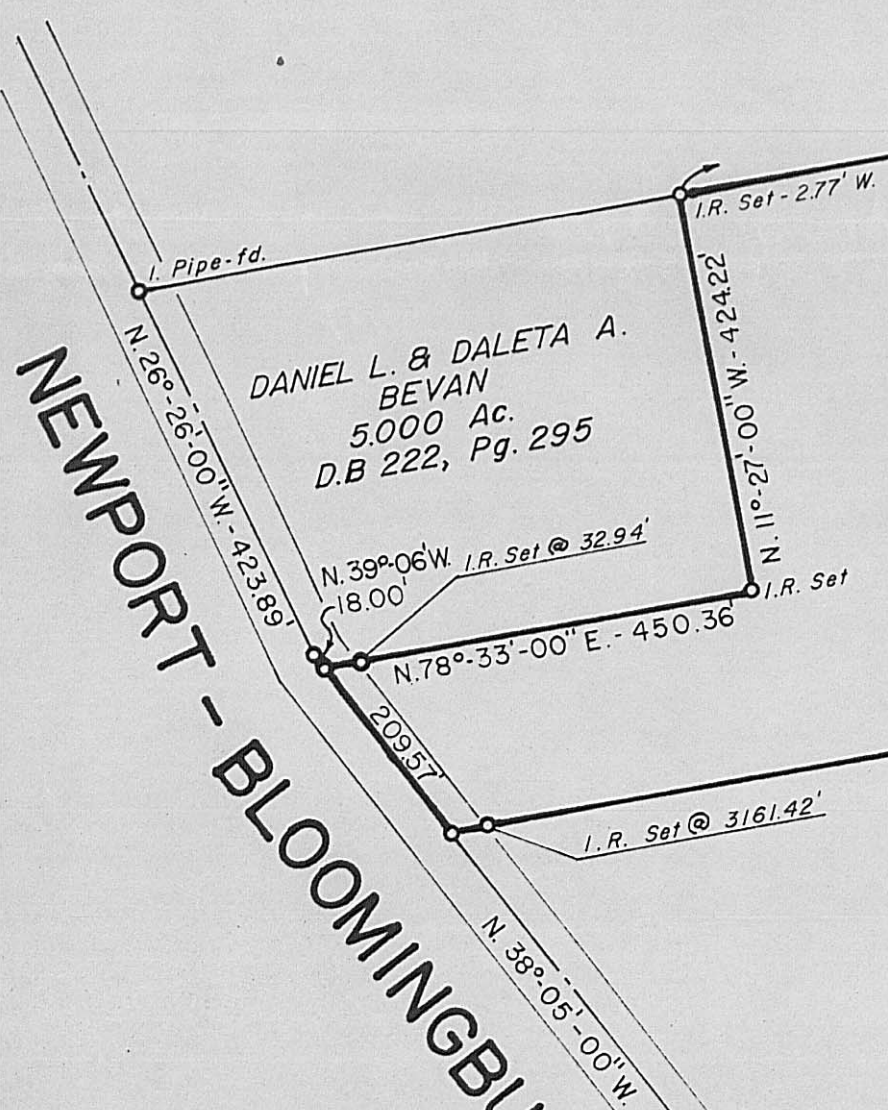 I. Pipe-fd.
I.R. Set - 2.77' W.
N. 26°-26'-00" W. - 423.89'
DANIEL L. & DALETA A.
BEVAN
5.000 Ac.
D.B 222, Pg. 295
N. 11°-27'-00" W. - 424.22'
N. 39°-06' W.
18.00'
I.R. Set @ 32.94'
I.R. Set
N. 78°-33'-00" E. - 450.36'
209.57'
I.R. Set @ 3161.42'
N. 38°-05'-00" W.
NEWPORT - BLOOMINGBU